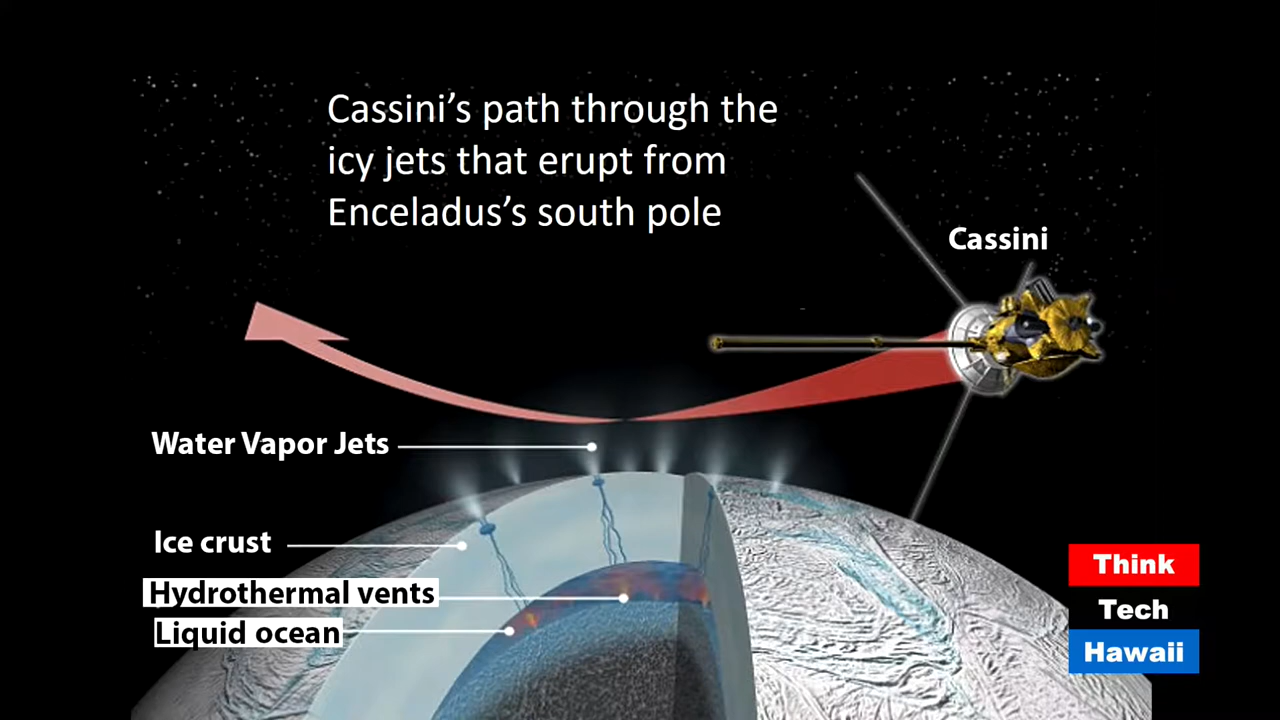 Cassini’s path through the
icy jets that erupt from
Enceladus’s south pole
Cassini
Water Vapor Jets
Ice crust
Hydrothermal vents
Liquid ocean
Think
Tech
Hawaii